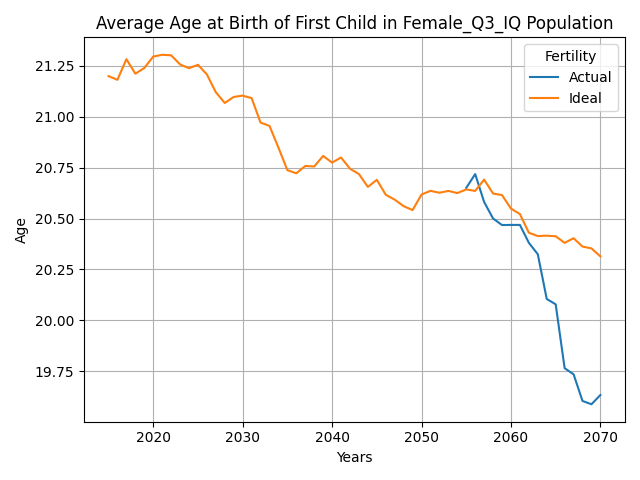 Average Age at Birth of First Child in Female_Q3_IQ Population
Fertility
Actual
Ideal
21.25
21.00
20.75
20.50
20.25
20.00
19.75
Age
2020
2030
2040
2050
2060
2070
Years